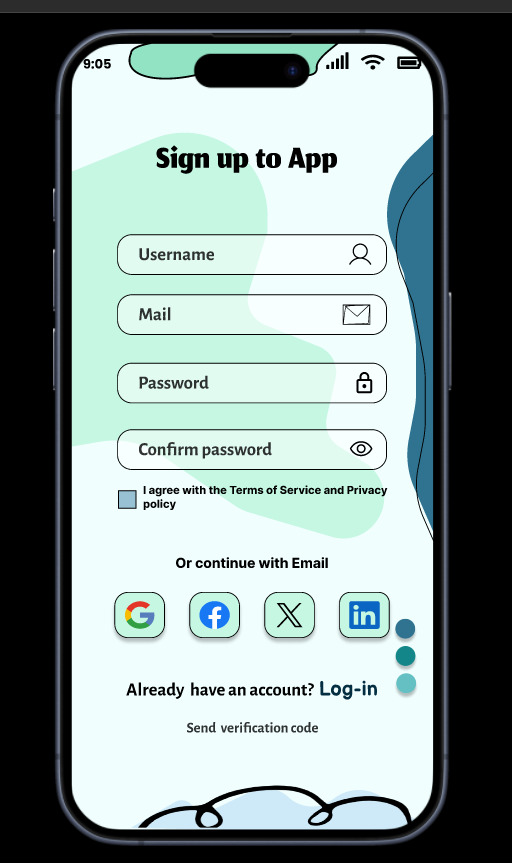 9:05
Sign up to App
Username
Mail
Password
Confirm password
I agree with the Terms of Service and Privacy
policy
Or continue with Email
Already have an account? Log-in
Send verification code